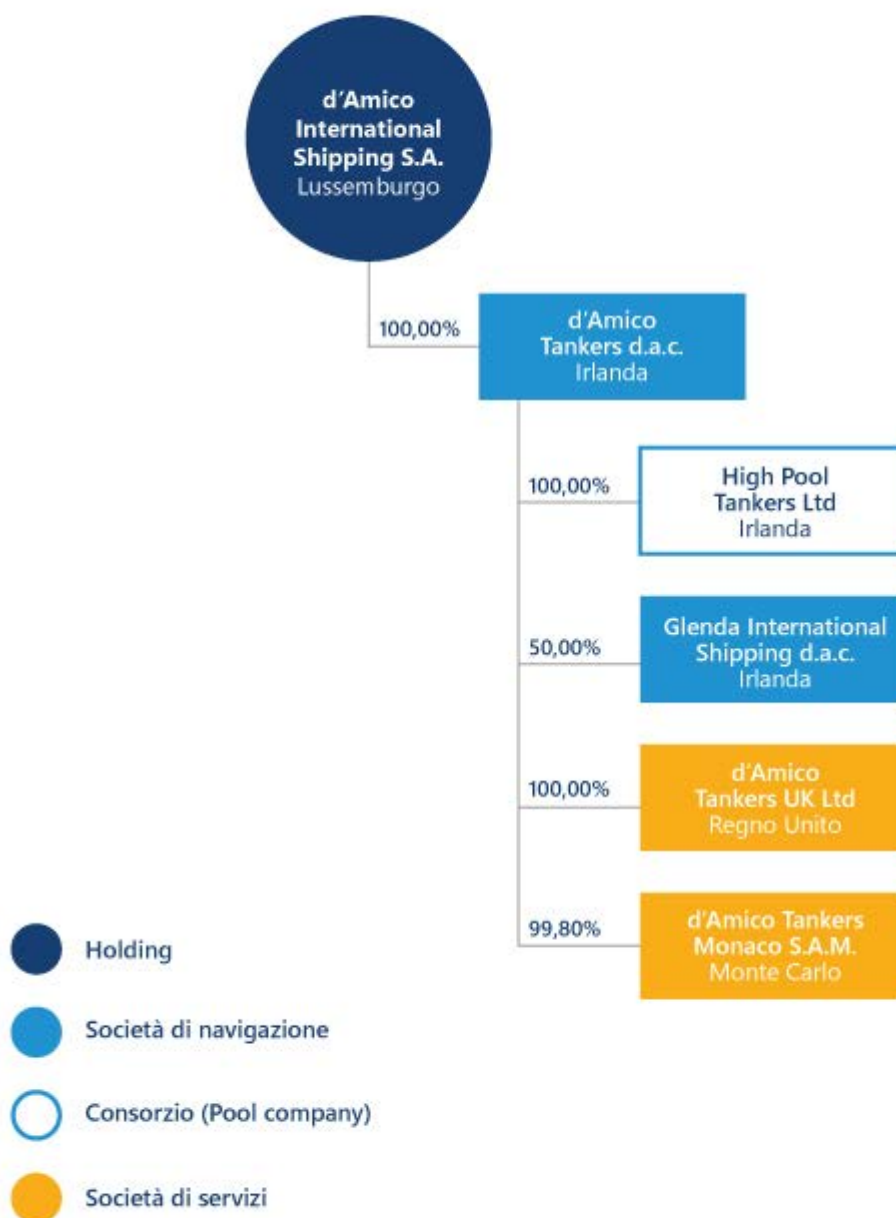 d'Amico
International
Shipping S.A.
Lussemburgo
100,00%
d'Amico
Tankers d.a.c.
Irlanda
100,00%
High Pool
Tankers Ltd
Irlanda
50,00%
Glenda International
Shipping d.a.c.
Irlanda
100,00%
d'Amico
Tankers UK Ltd
Regno Unito
99,80%
d'Amico Tankers
Monaco S.A.M.
Monte Carlo
Holding
Società di navigazione
Consorzio (Pool company)
Società di servizi